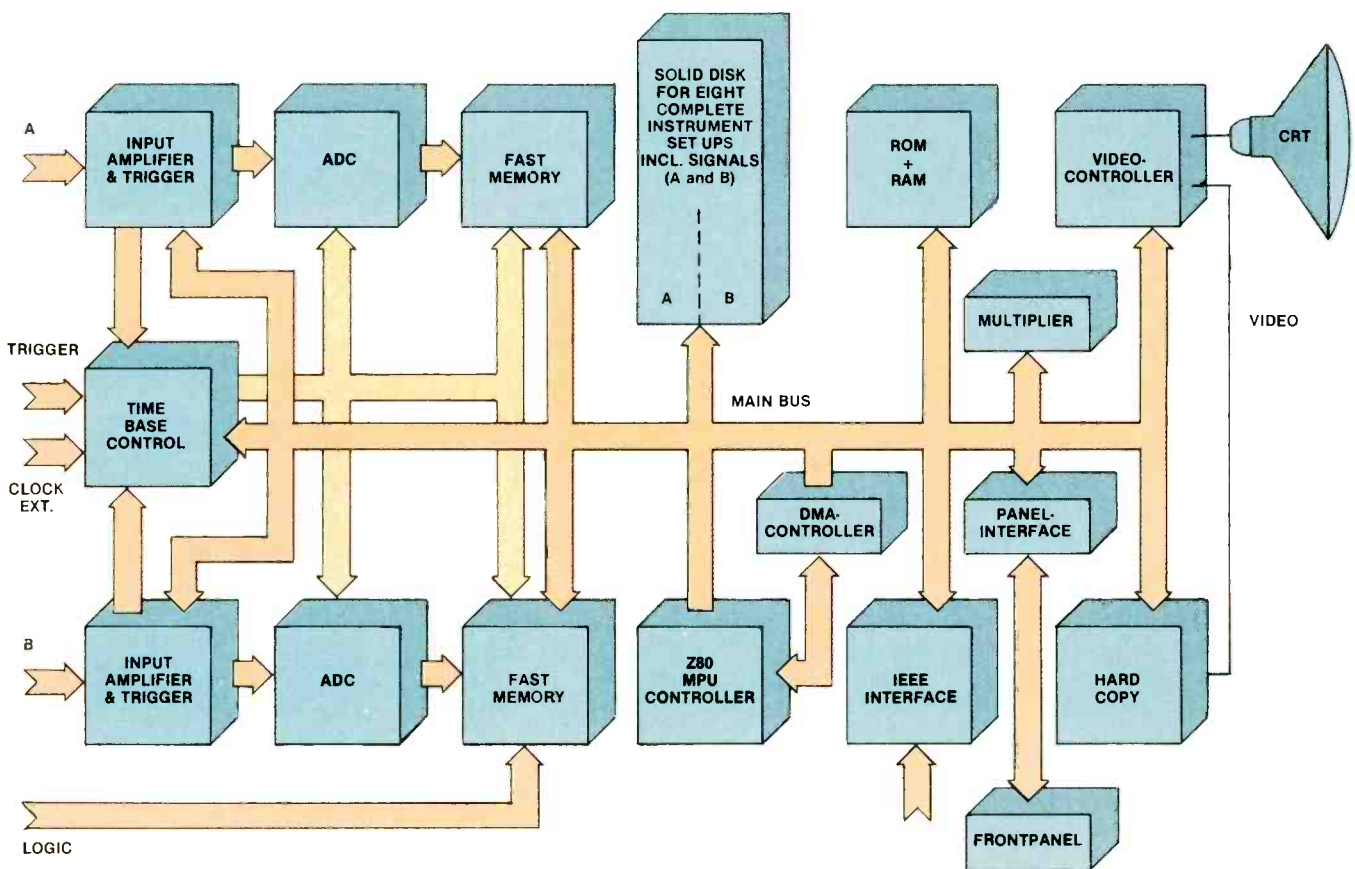 A
INPUT
AMPLIFIER
& TRIGGER
ADC
FAST
MEMORY
SOLID DISK
FOR EIGHT
COMPLETE
INSTRUMENT
SET UPS
INCL. SIGNALS
(A and B)
A
B
ROM
+
RAM
VIDEO-
CONTROLLER
CRT
MULTIPLIER
VIDEO
TRIGGER
TIME
BASE
CONTROL
CLOCK
EXT.
MAIN BUS
DMA-
CONTROLLER
PANEL-
INTERFACE
B
INPUT
AMPLIFIER
& TRIGGER
ADC
FAST
MEMORY
Z80
MPU
CONTROLLER
IEEE
INTERFACE
HARD
COPY
LOGIC
FRONTPANEL